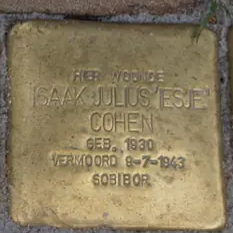 HIER WOONDE
ISAAK JULIUS 'ESJE'
COHEN
GEB. 1930
VERMOORD 9-7-1943
SOBIBOR